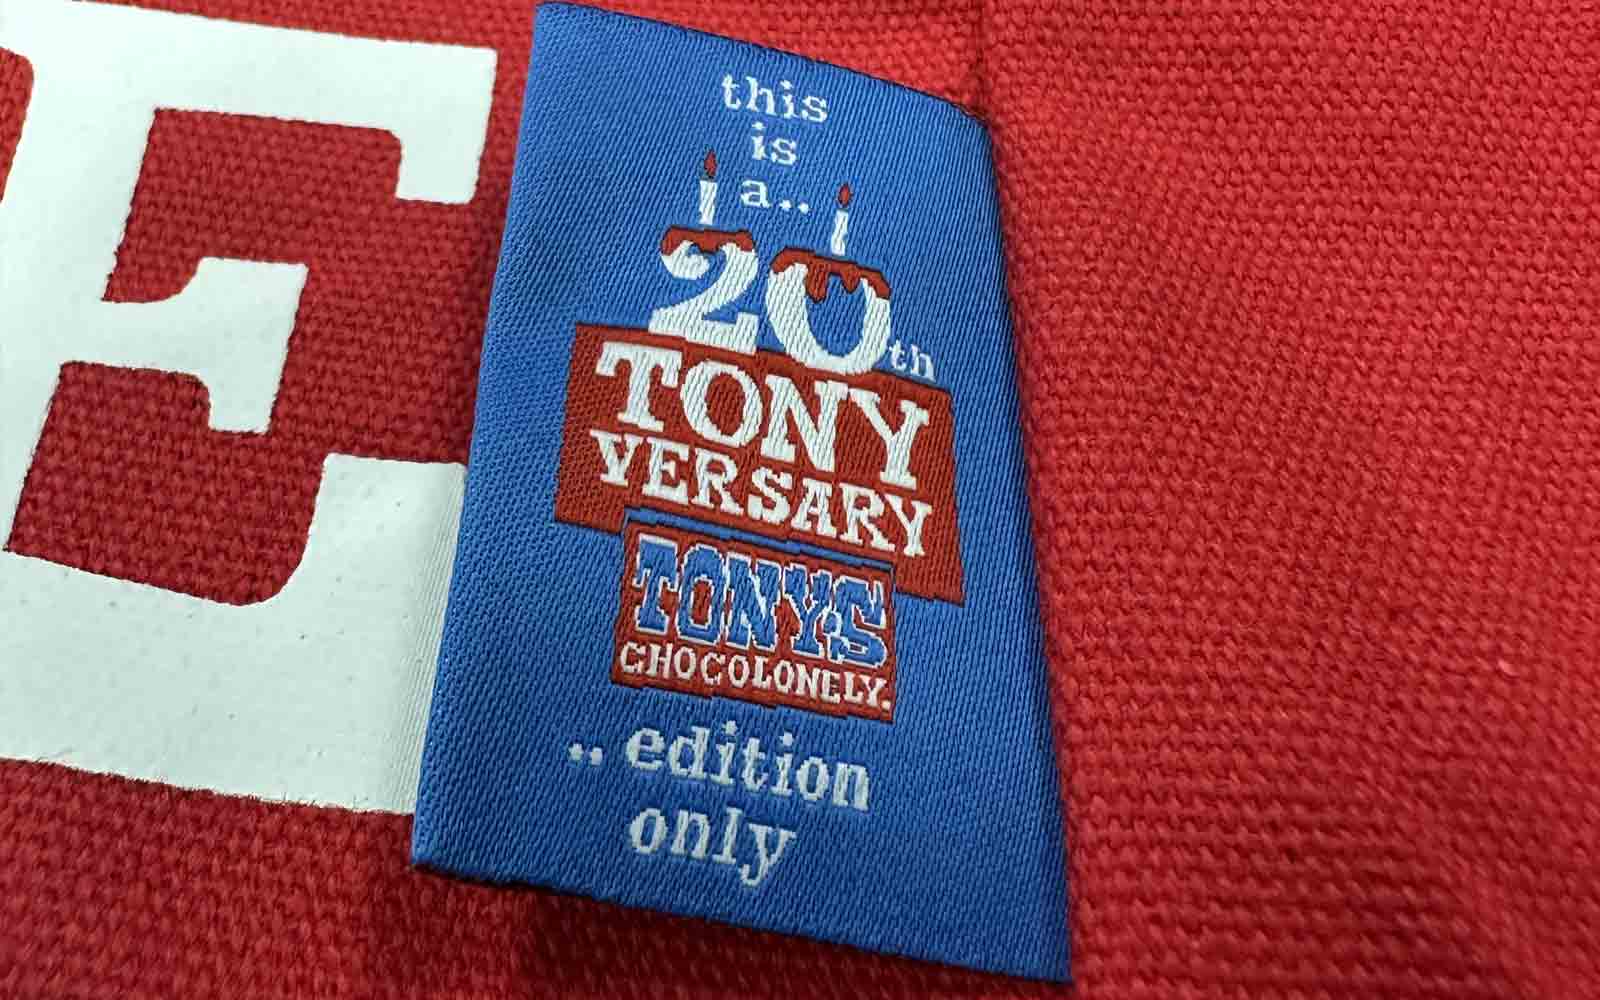 E
this
is
a..
20th
TONY
VERSARY
TONY'S
CHOCOLONELY.
.. edition
only